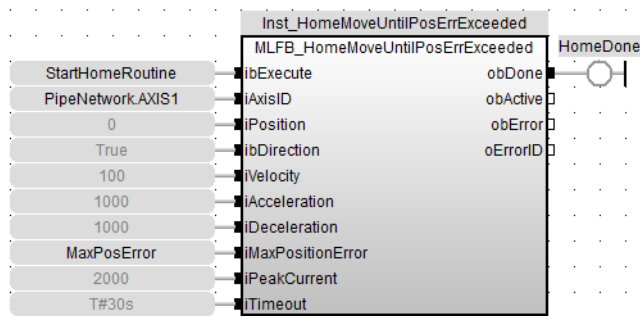 Inst_HomeMoveUntilPosErrExceeded
MLFB_HomeMoveUntilPosErrExceeded
HomeDone
StartHomeRoutine ibExecute obDone
PipeNetwork.AXIS1 iAxisID obActive
0 iPosition obError
True ibDirection oErrorID
100 iVelocity
1000 iAcceleration
1000 iDeceleration
MaxPosError iMaxPositionError
2000 iPeakCurrent
T#30s iTimeout